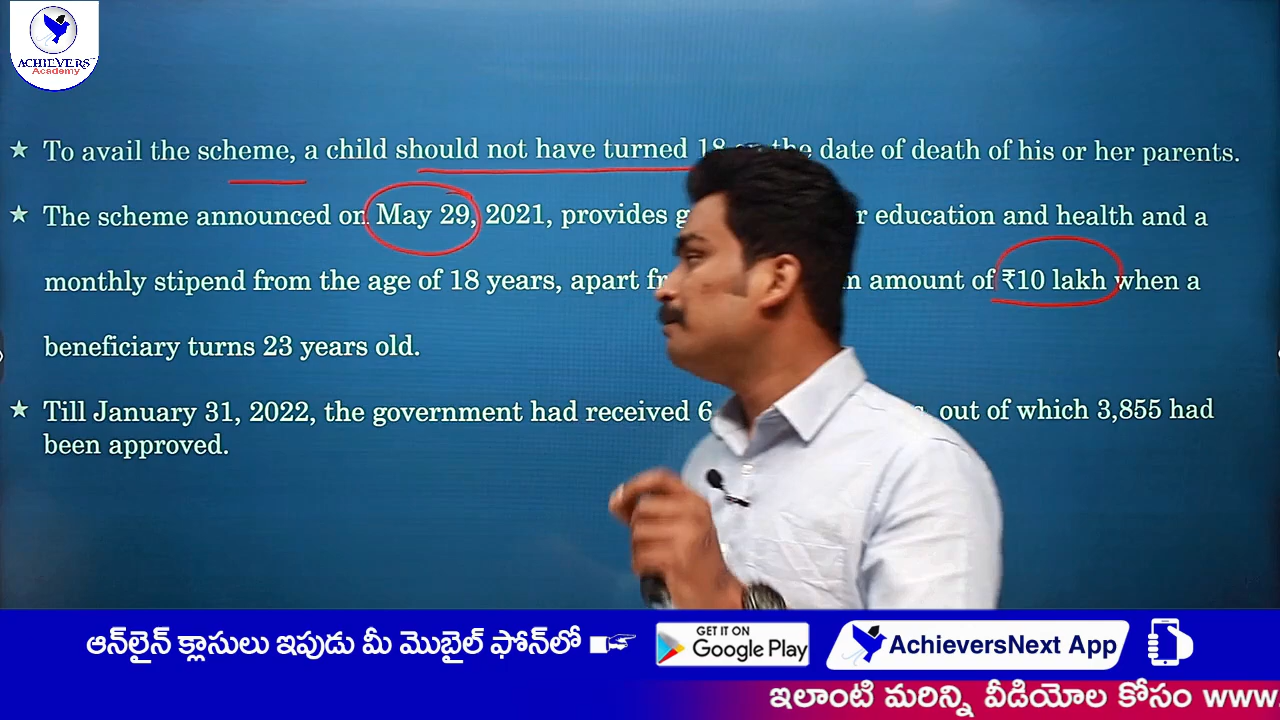 ACHIEVERS
Academy
★ To avail the scheme, a child should not have turned 18 the date of death of his or her parents.
★ The scheme announced on May 29, 2021, provides education and health and a
monthly stipend from the age of 18 years, apart amount of ₹10 lakh when a
beneficiary turns 23 years old.
★ Till January 31, 2022, the government had received out of which 3,855 had
been approved.
ఆన్‌లైన్ క్లాసులు ఇపుడు మీ మొబైల్ ఫోన్‌లో
GET IT ON
Google Play
AchieversNext App
ఇలాంటి మరిన్ని వీడియోల కోసం www.